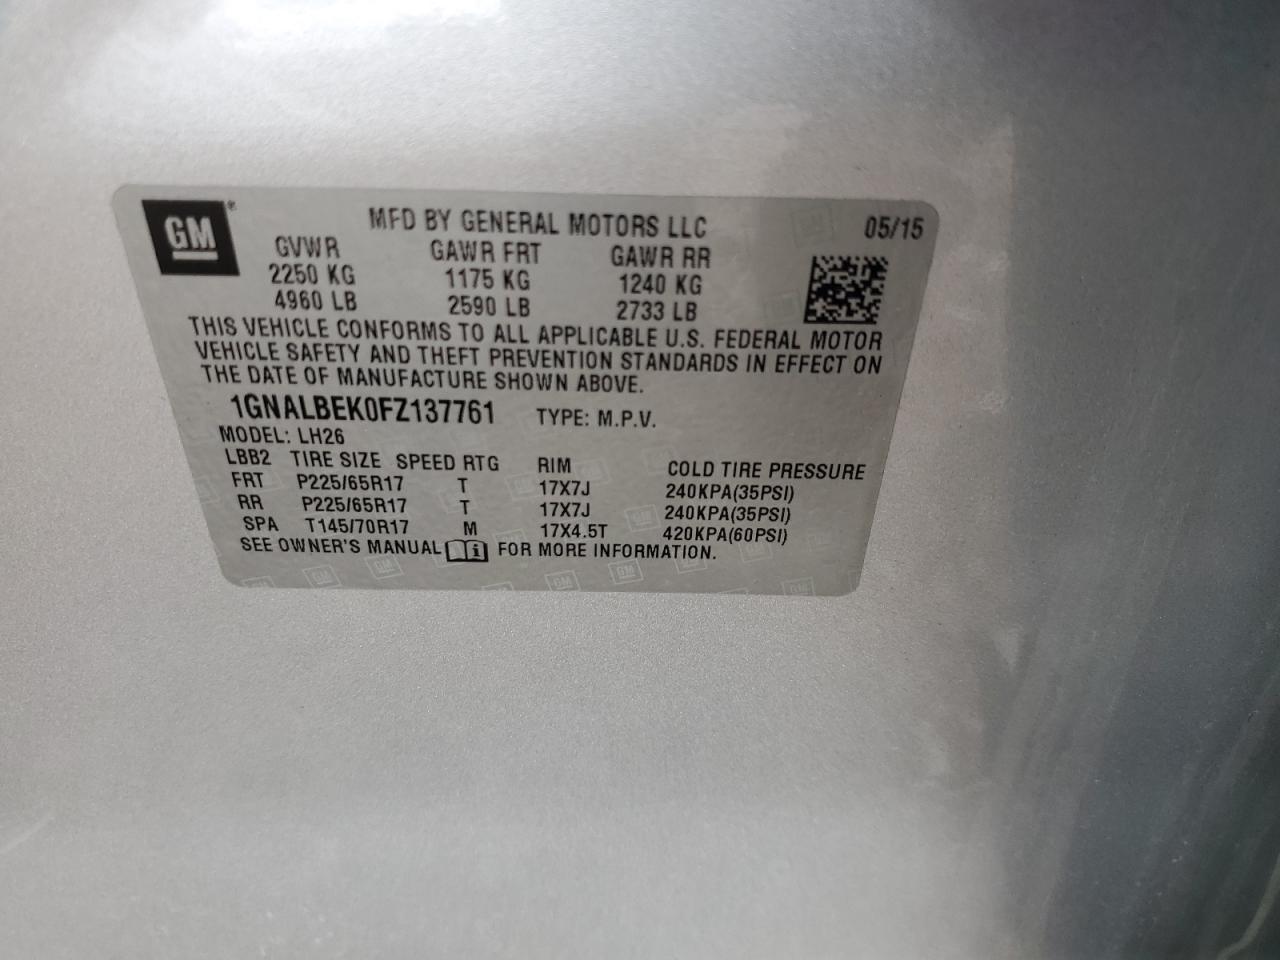 GM®
MFD BY GENERAL MOTORS LLC 05/15
GVWR GAWR FRT GAWR RR
2250 KG 1175 KG 1240 KG
4960 LB 2590 LB 2733 LB
THIS VEHICLE CONFORMS TO ALL APPLICABLE U.S. FEDERAL MOTOR
VEHICLE SAFETY AND THEFT PREVENTION STANDARDS IN EFFECT ON
THE DATE OF MANUFACTURE SHOWN ABOVE.
1GNALBEK0FZ137761 TYPE: M.P.V.
MODEL: LH26
LBB2 TIRE SIZE SPEED RTG RIM COLD TIRE PRESSURE
FRT P225/65R17 T 17X7J 240KPA(35PSI)
RR P225/65R17 T 17X7J 240KPA(35PSI)
SPA T145/70R17 M 17X4.5T 420KPA(60PSI)
SEE OWNER'S MANUAL i FOR MORE INFORMATION.